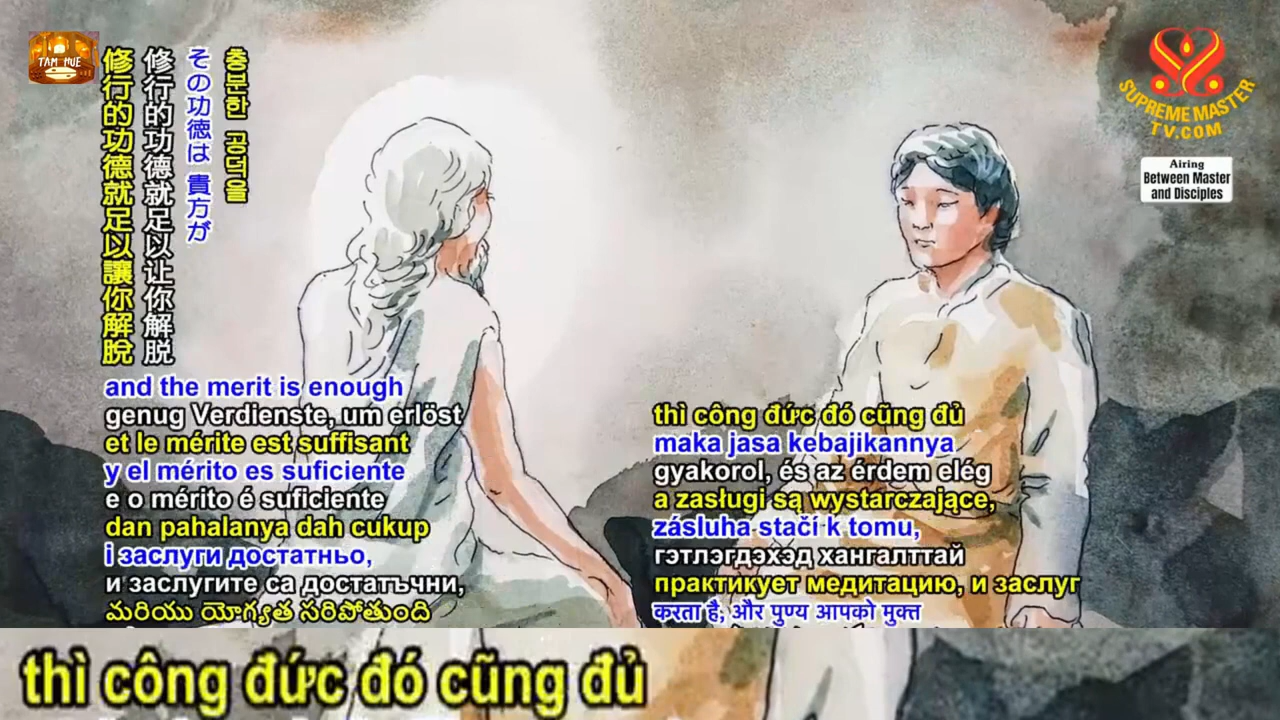 TAM HUE
修行的功德就足以讓你解脫
修行的功德就足以让你解脱
その功徳は 貴方が
충분한 공덕을
SUPREME MASTER
TV.COM
Airing
Between Master
and Disciples
and the merit is enough
genug Verdienste, um erlöst
et le mérite est suffisant
y el mérito es suficiente
e o mérito é suficiente
dan pahalanya dah cukup
і заслуги достатньо,
и заслугите са достатъчни,
మరియు యోగ్యత సరిపోతుంది
thì công đức đó cũng đủ
maka jasa kebajikannya
gyakorol, és az érdem elég
a zasługi są wystarczające,
zásluha stačí k tomu,
гэтлэгдэхэд хангалттай
практикует медитацию, и заслуг
करता है, और पुण्य आपको मुक्त
thì công đức đó cũng đủ